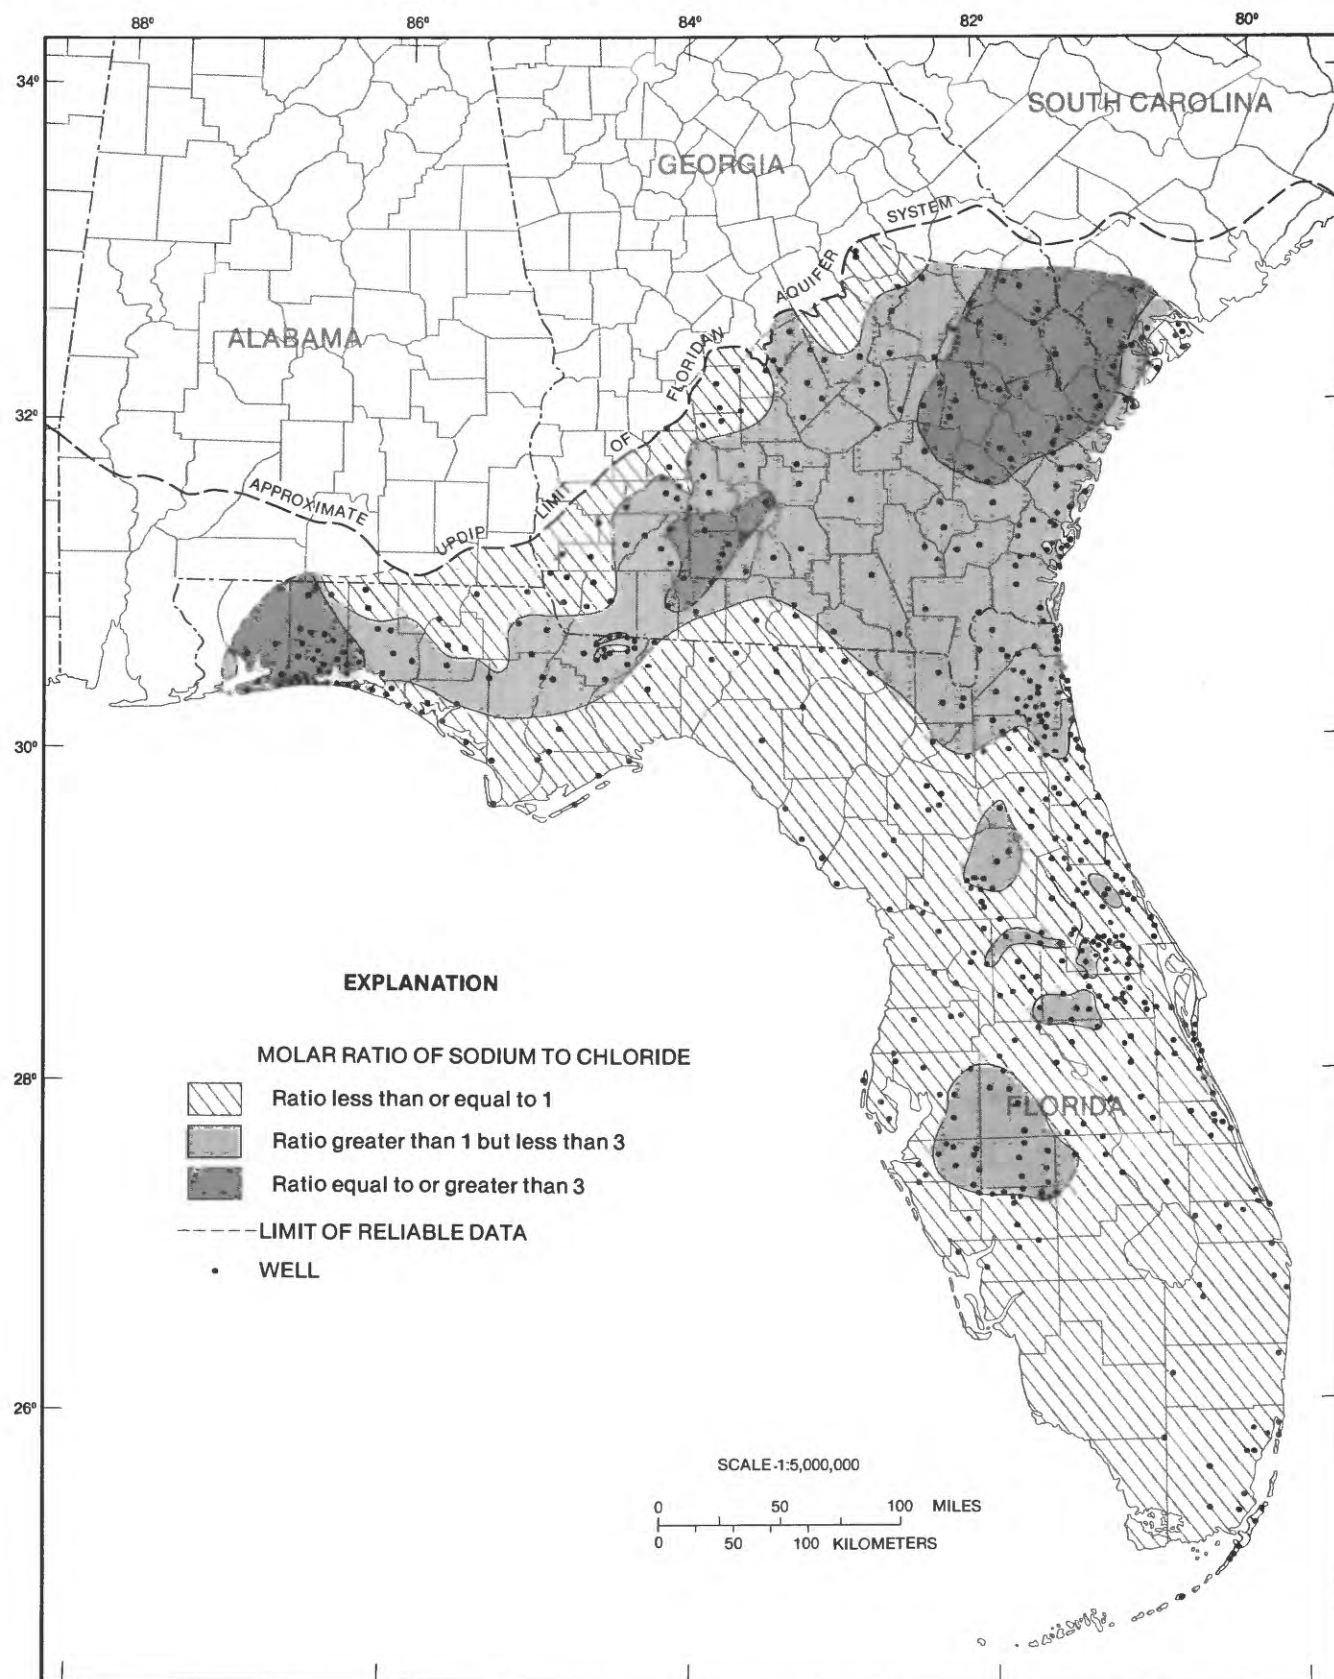 88° 86° 84° 82° 80°
34°
SOUTH CAROLINA
GEORGIA
SYSTEM
AQUIFER
ALABAMA
FLORIDAN
32°
OF
LIMIT
APPROXIMATE
UPDIP
30°
EXPLANATION
MOLAR RATIO OF SODIUM TO CHLORIDE
28°
Ratio less than or equal to 1
FLORIDA
Ratio greater than 1 but less than 3
Ratio equal to or greater than 3
LIMIT OF RELIABLE DATA
WELL
26°
SCALE 1:5,000,000
0 50 100 MILES
0 50 100 KILOMETERS